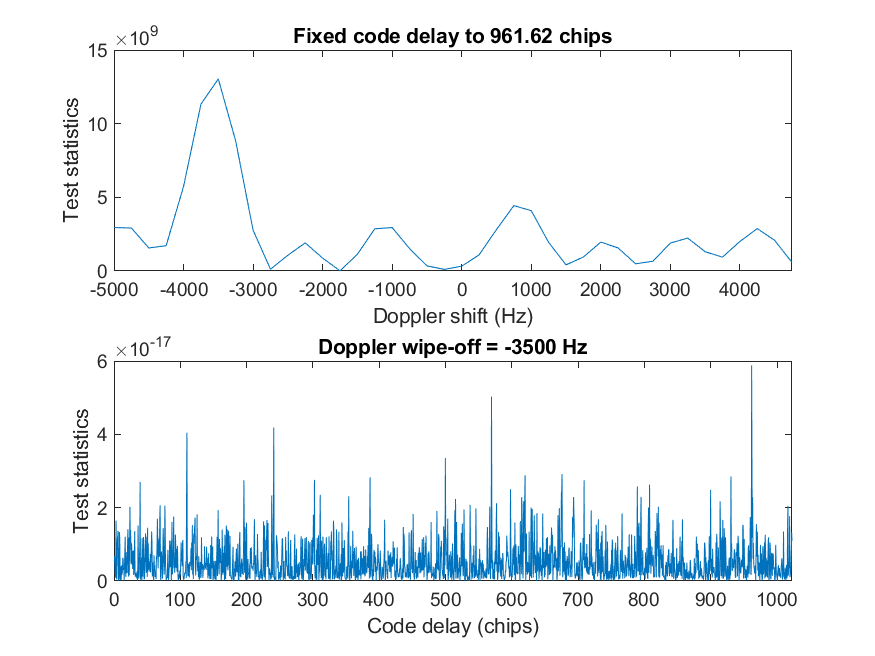 Fixed code delay to 961.62 chips
×10^9
15
10
5
0
Test statistics
-5000 -4000 -3000 -2000 -1000 0 1000 2000 3000 4000
Doppler shift (Hz)
Doppler wipe-off = -3500 Hz
×10^-17
6
4
2
0
Test statistics
0 100 200 300 400 500 600 700 800 900 1000
Code delay (chips)